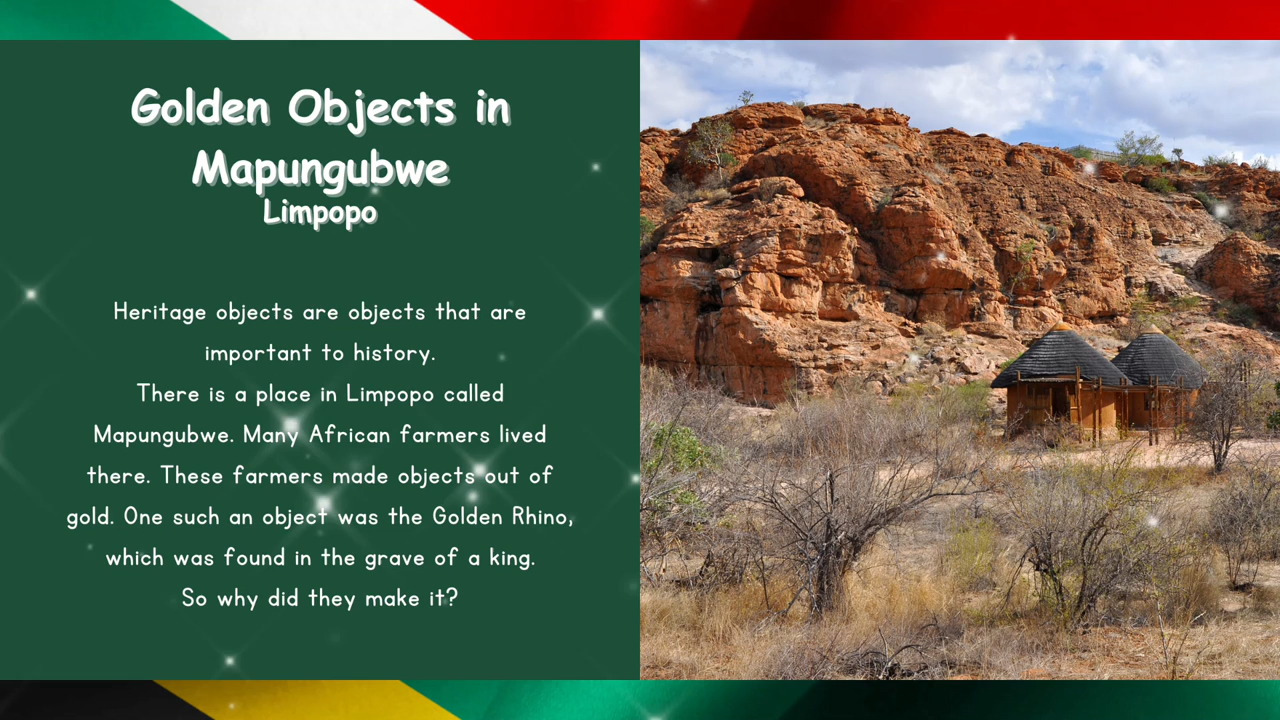 Golden Objects in
Mapungubwe
Limpopo
Heritage objects are objects that are
important to history.
There is a place in Limpopo called
Mapungubwe. Many African farmers lived
there. These farmers made objects out of
gold. One such an object was the Golden Rhino,
which was found in the grave of a king.
So why did they make it?